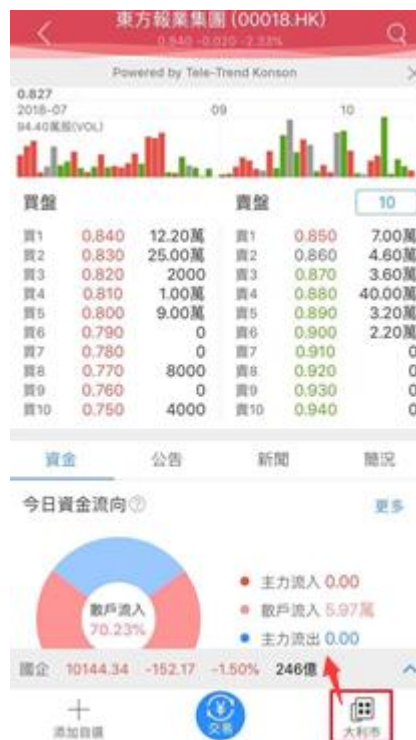 東方報業集團 (00018.HK)
0.840 -0.020 -2.33%
Powered by Tele-Trend Konson
0.827
2018-07 09 10
94.40萬股(VOL)
買盤 賣盤 10
買1 0.840 12.20萬 賣1 0.850 7.00萬
買2 0.830 25.00萬 賣2 0.860 4.60萬
買3 0.820 2000 賣3 0.870 3.60萬
買4 0.810 1.00萬 賣4 0.880 40.00萬
買5 0.800 9.00萬 賣5 0.890 3.20萬
買6 0.790 0 賣6 0.900 2.20萬
買7 0.780 0 賣7 0.910 0
買8 0.770 8000 賣8 0.920 0
買9 0.760 0 賣9 0.930 0
買10 0.750 4000 賣10 0.940 0
資金 公告 新聞 簡況
今日資金流向 更多
散戶流入
70.23%
主力流入 0.00
散戶流入 5.97萬
主力流出 0.00
國企 10144.34 -152.17 -1.50% 246億
添加自選 交易 大利市